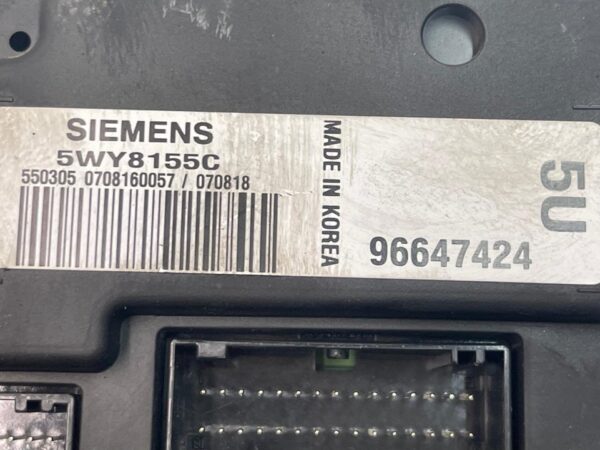 SIEMENS
5WY8155C
550305 0708160057 / 070818
MADE IN KOREA
5U
96647424